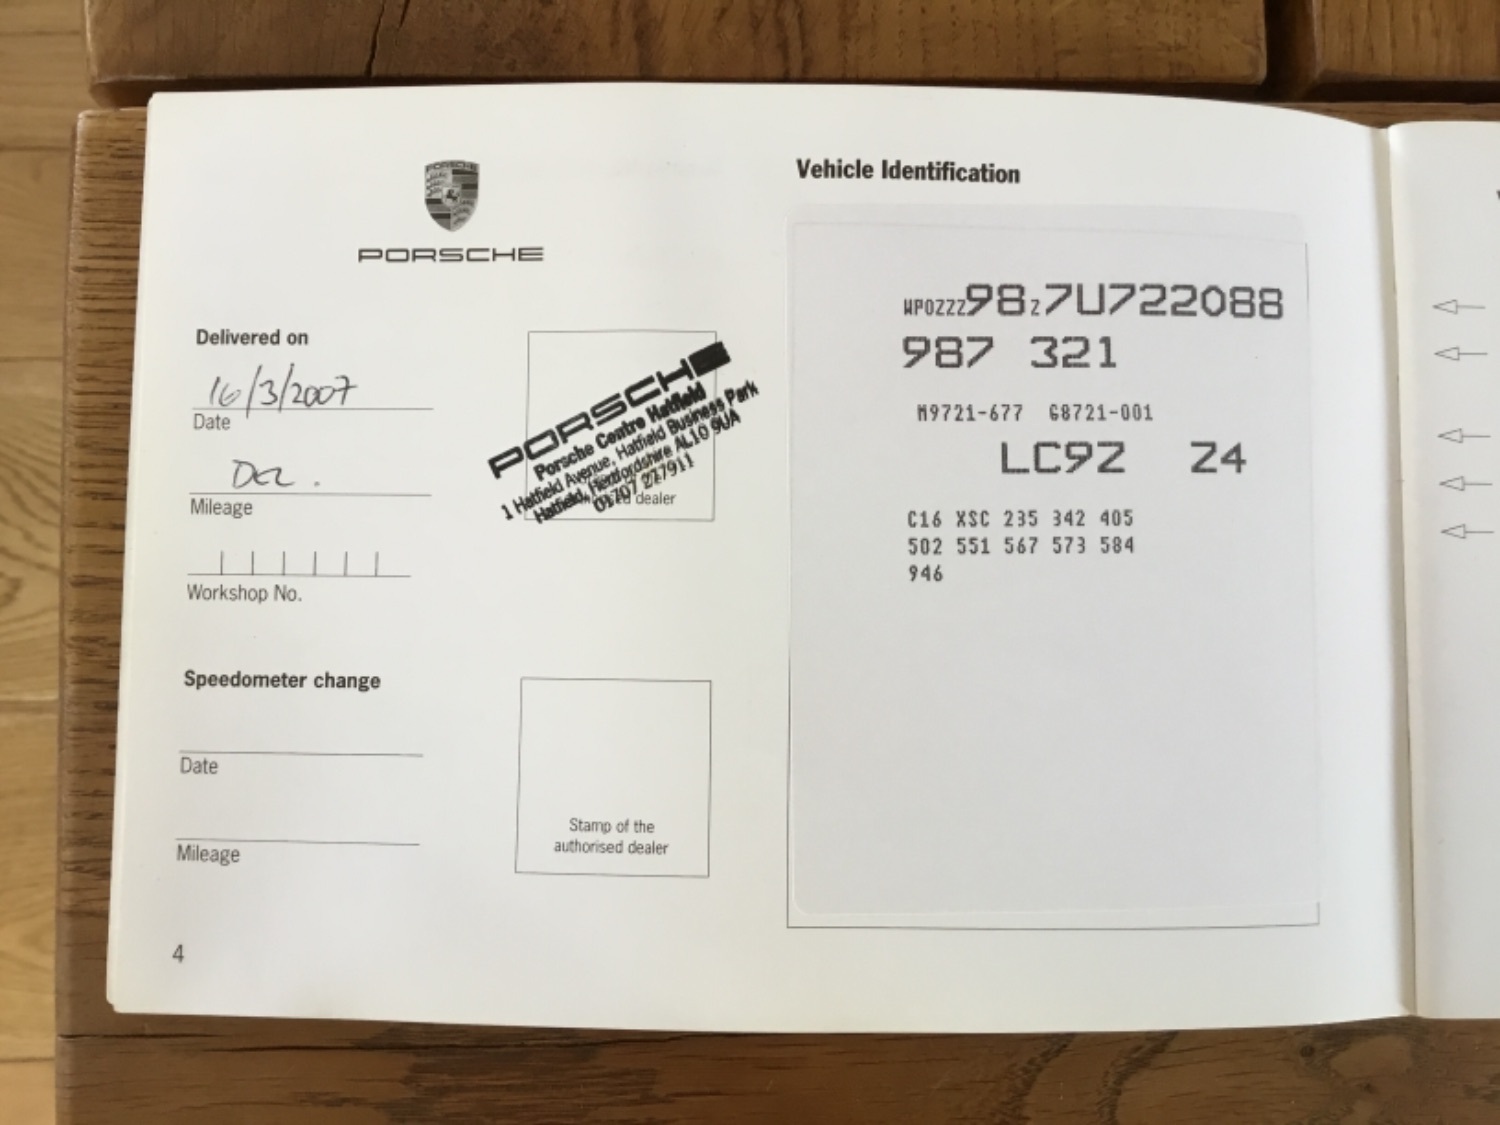 PORSCHE
PORSCHE
Delivered on
16/3/2007
Date
Del.
Mileage
Workshop No.
PORSCHE
Porsche Centre Hatfield
1 Hatfield Avenue, Hatfield Business Park
Hatfield, Hertfordshire AL10 9UA
01707 277911
dealer
Speedometer change
Date
Mileage
Stamp of the
authorised dealer
4
Vehicle Identification
WP0ZZZ98Z7U722088
987 321
M9721-677 G8721-001
LC9Z Z4
C16 XSC 235 342 405
502 551 567 573 584
946